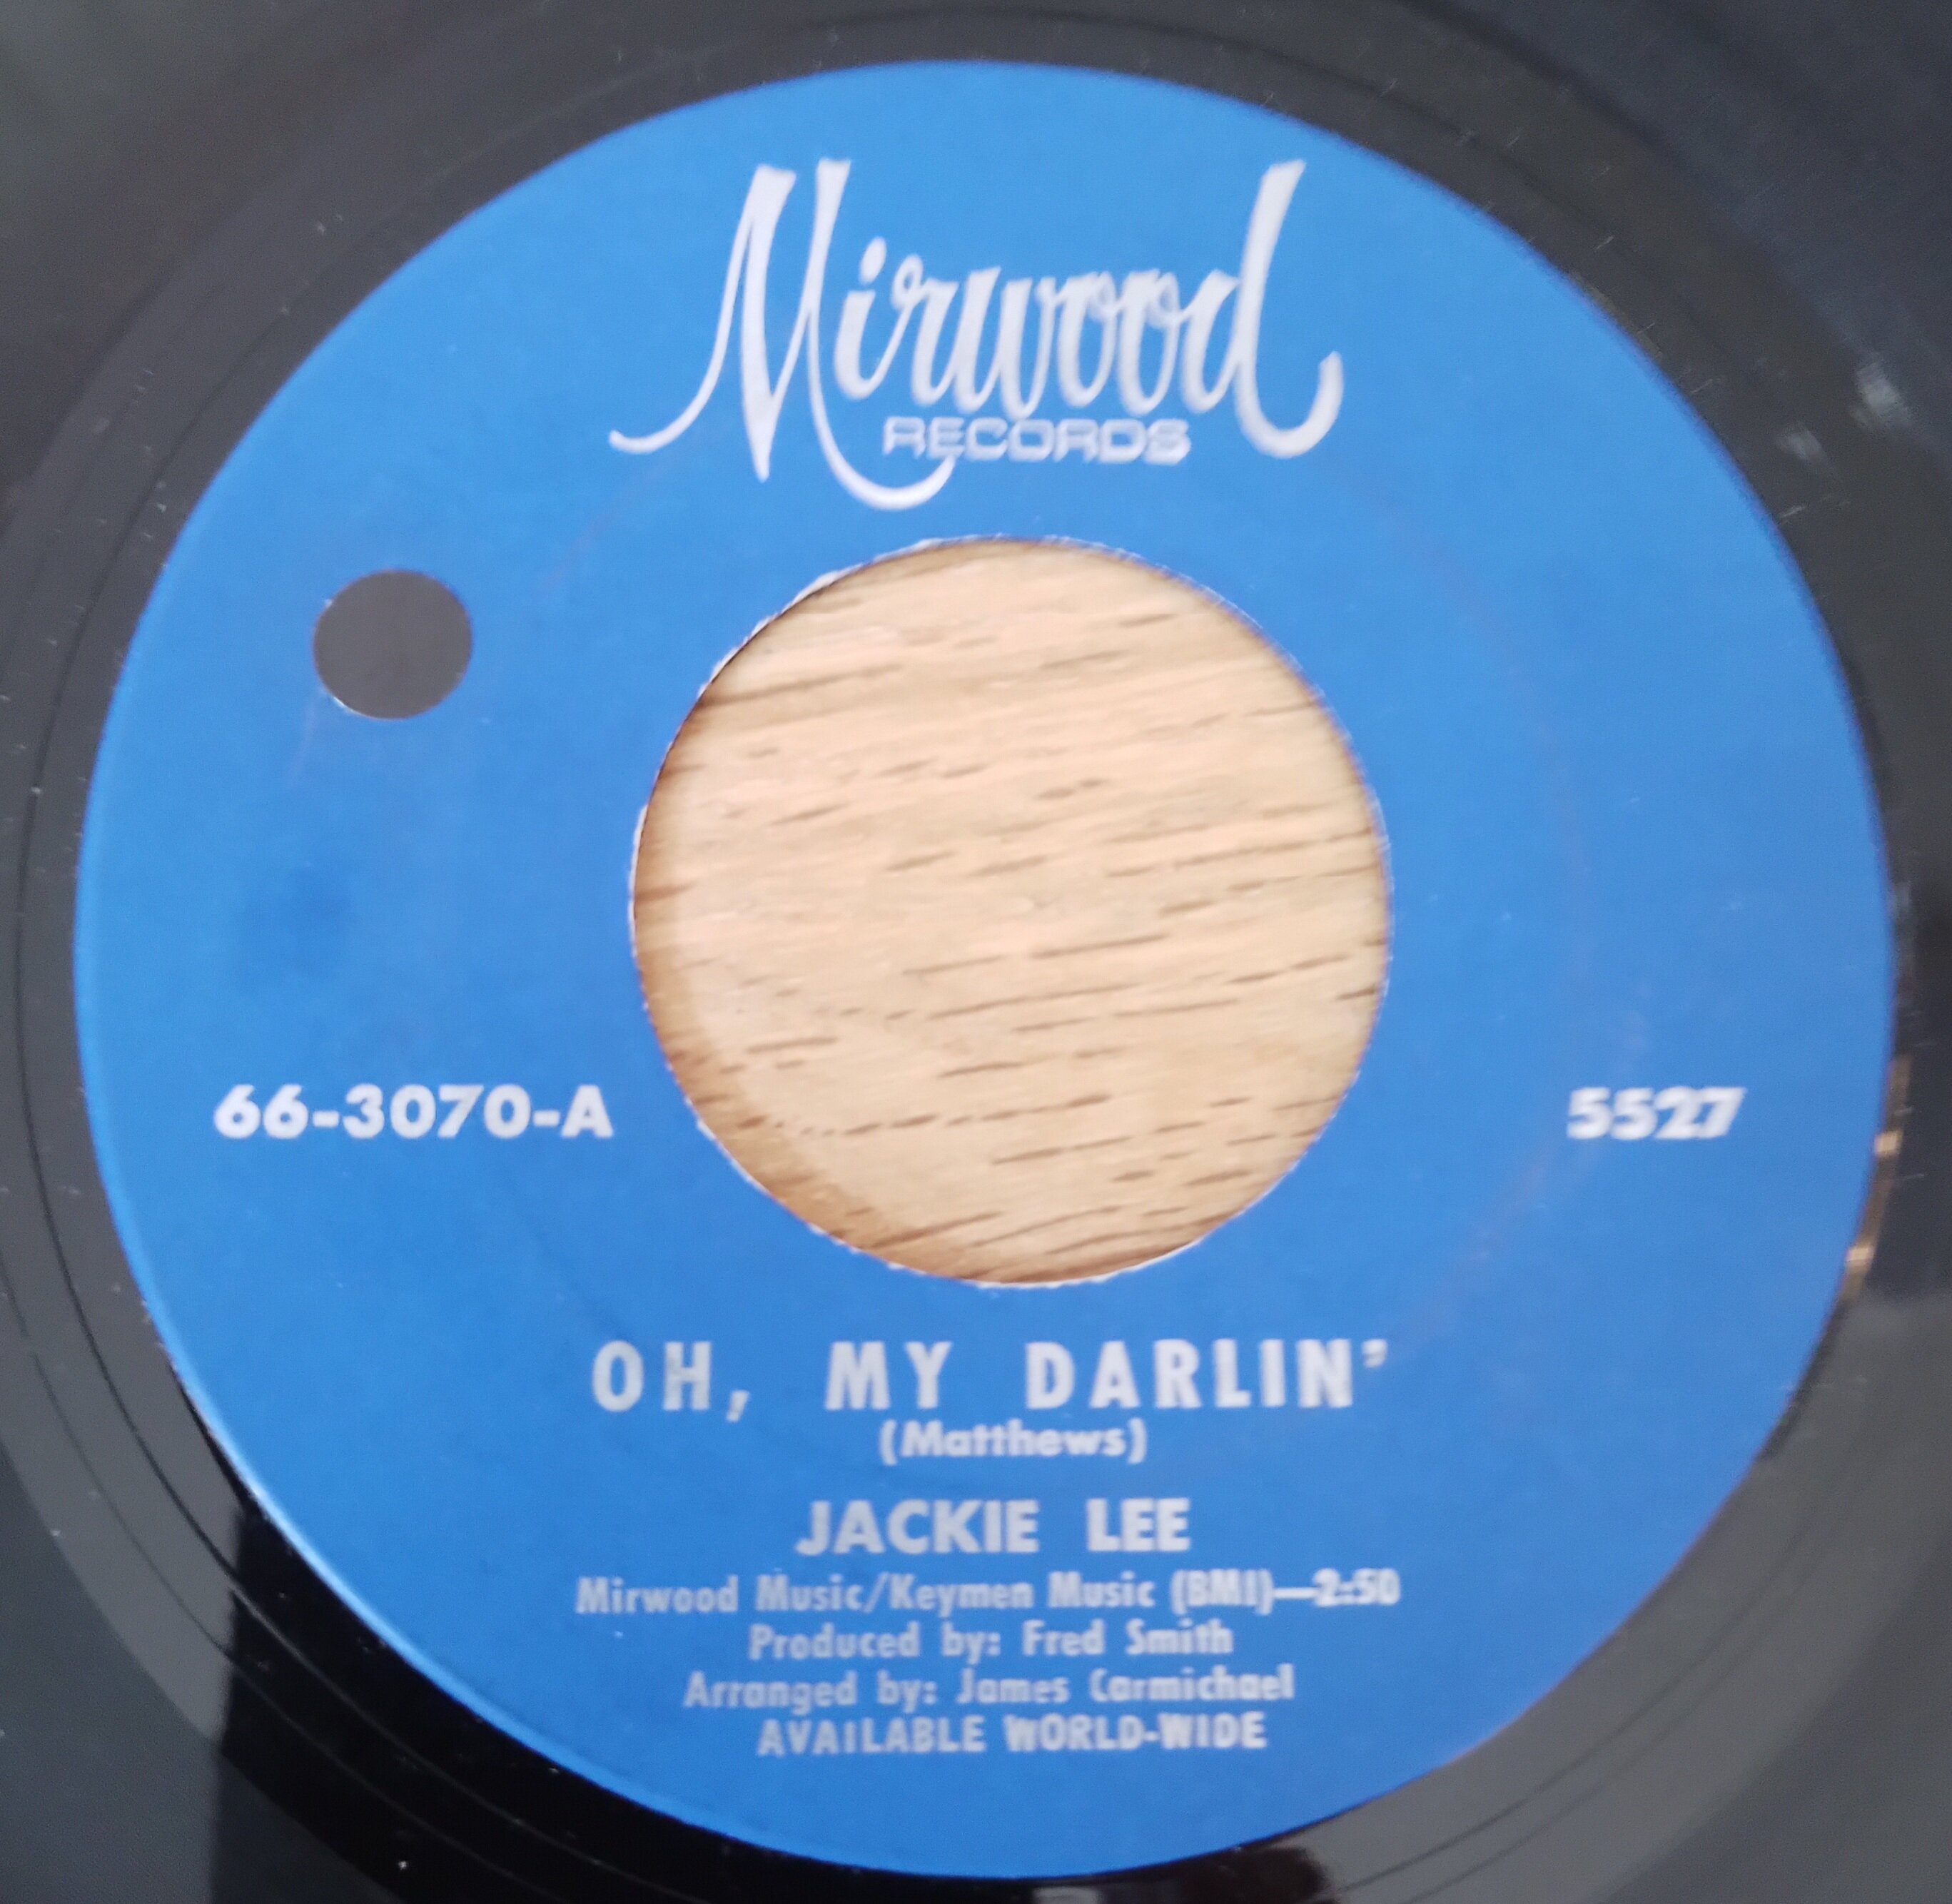 Mirwood
RECORDS
66-3070-A
5527
OH, MY DARLIN'
(Matthews)
JACKIE LEE
Mirwood Music/Keymen Music (BMI)—2:50
Produced by: Fred Smith
Arranged by: James Carmichael
AVAILABLE WORLD-WIDE